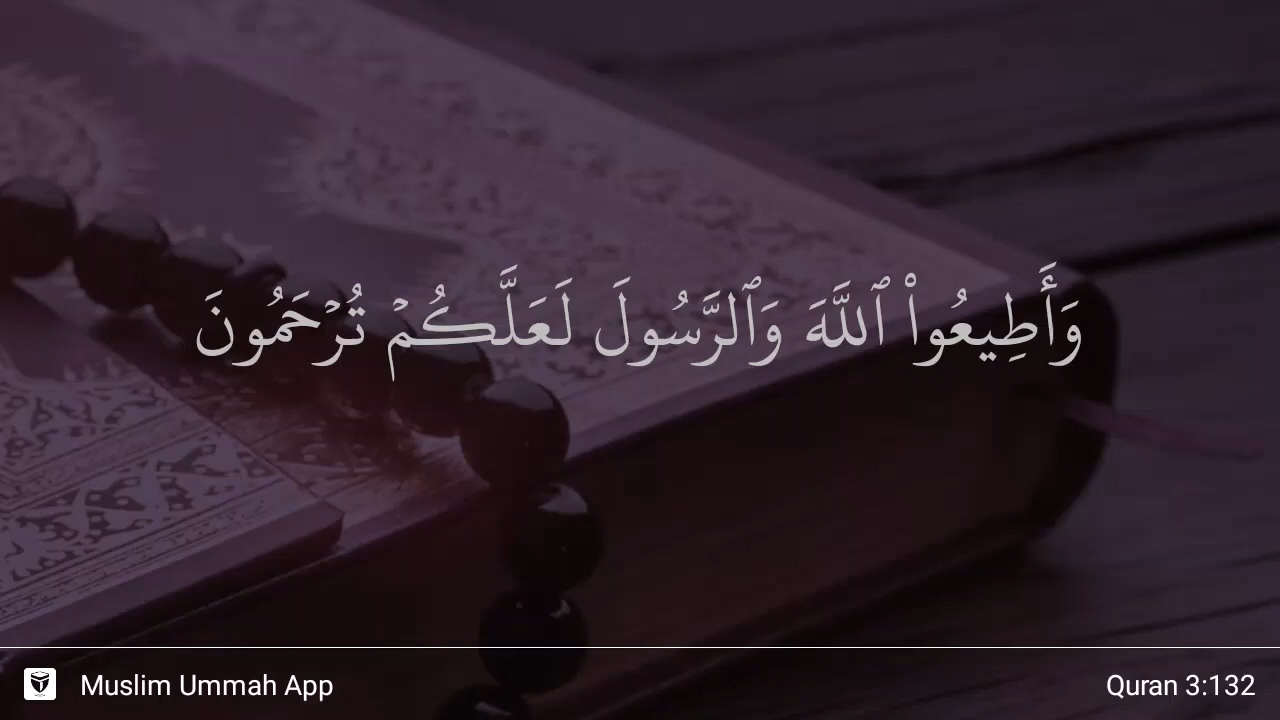 وَأَطِيعُوا۟ ٱللَّهَ وَٱلرَّسُولَ لَعَلَّكُمْ تُرْحَمُونَ
Muslim Ummah App
Quran 3:132